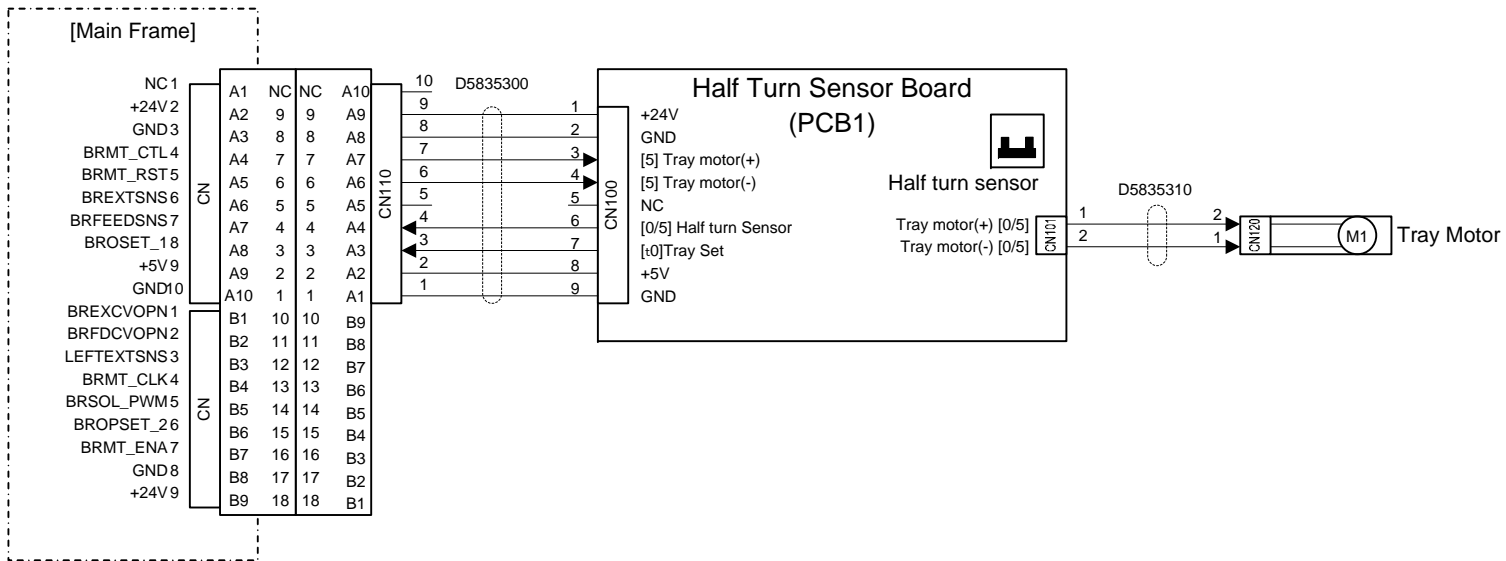 [Main Frame]
NC 1 A1 NC NC A10 10
+24V 2 A2 9 9 A9 9
GND 3 A3 8 8 A8 8
BRMT_CTL 4 A4 7 7 A7 7
BRMT_RST 5 A5 6 6 A6 6
BREXTSNS 6 A6 5 5 A5 5
BRFEEDSNS 7 A7 4 4 A4 4
BROSET_1 8 A8 3 3 A3 3
+5V 9 A9 2 2 A2 2
GND 10 A10 1 1 A1 1
CN
CN110
BREXCVOPN 1 B1 10 10 B9
BRFDCVOPN 2 B2 11 11 B8
LEFTEXTSNS 3 B3 12 12 B7
BRMT_CLK 4 B4 13 13 B6
BRSOL_PWM 5 B5 14 14 B5
BROPSET_2 6 B6 15 15 B4
BRMT_ENA 7 B7 16 16 B3
GND 8 B8 17 17 B2
+24V 9 B9 18 18 B1
CN
D5835300
Half Turn Sensor Board
(PCB1)
CN100
1 +24V
2 GND
3 [5] Tray motor(+)
4 [5] Tray motor(-)
5 NC
6 [0/5] Half turn Sensor
7 [t0]Tray Set
8 +5V
9 GND
Half turn sensor
Tray motor(+) [0/5] 1 2
Tray motor(-) [0/5] 2 1
CN101
D5835310
CN120
M1
Tray Motor